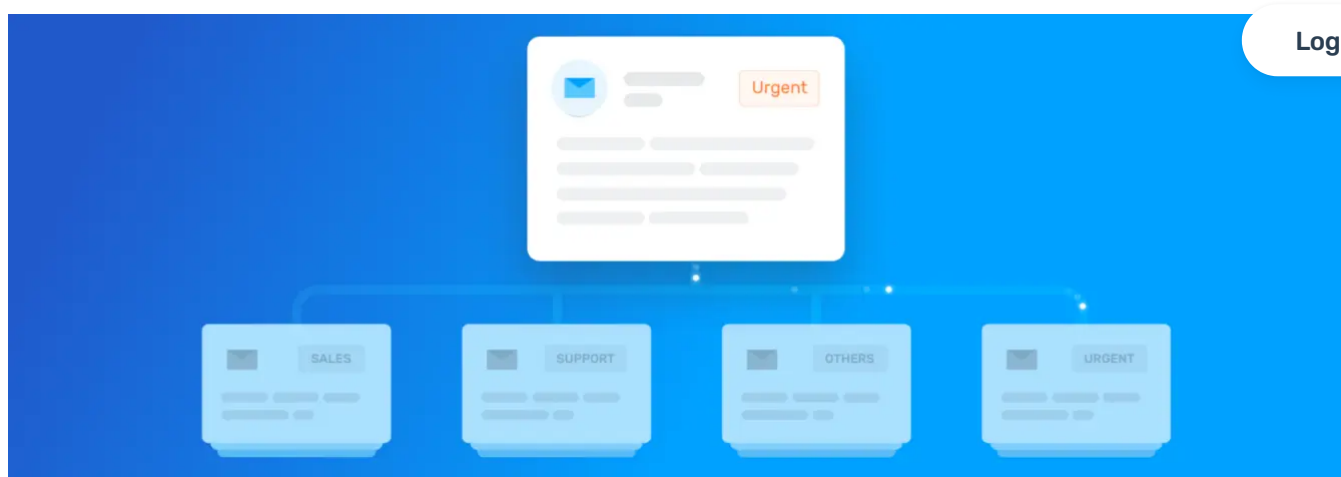 Log
Urgent
SALES
SUPPORT
OTHERS
URGENT